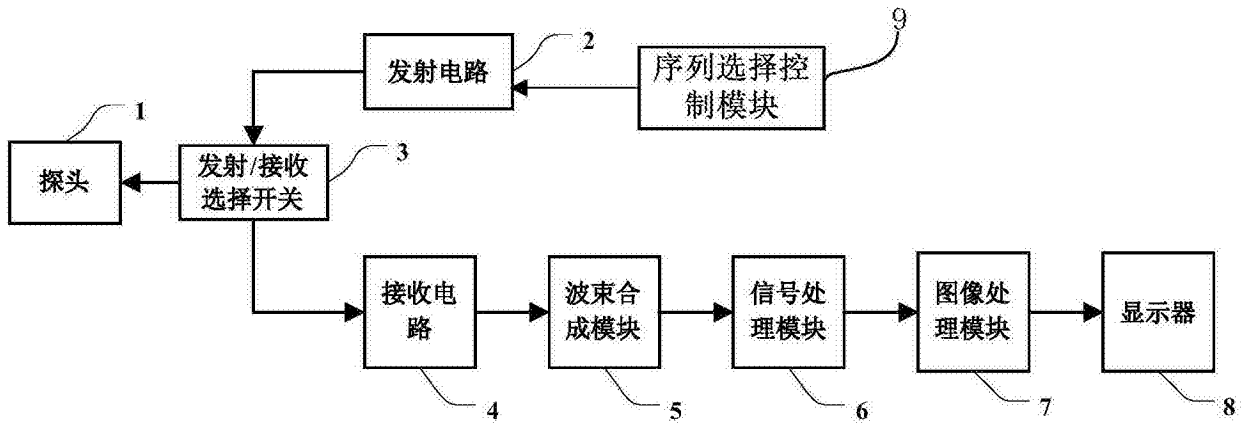 9
2
发射电路
序列选择控
制模块
1
3
探头
发射/接收
选择开关
接收电
路
波束合
成模块
信号处
理模块
图像处
理模块
显示器
4
5
6
7
8